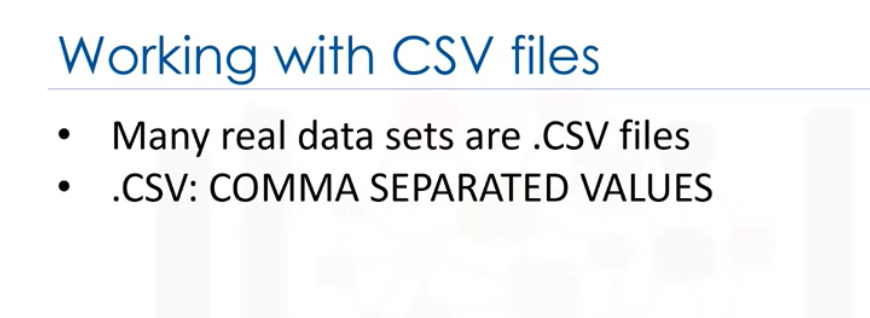 Working with CSV files
• Many real data sets are .CSV files
• .CSV: COMMA SEPARATED VALUES